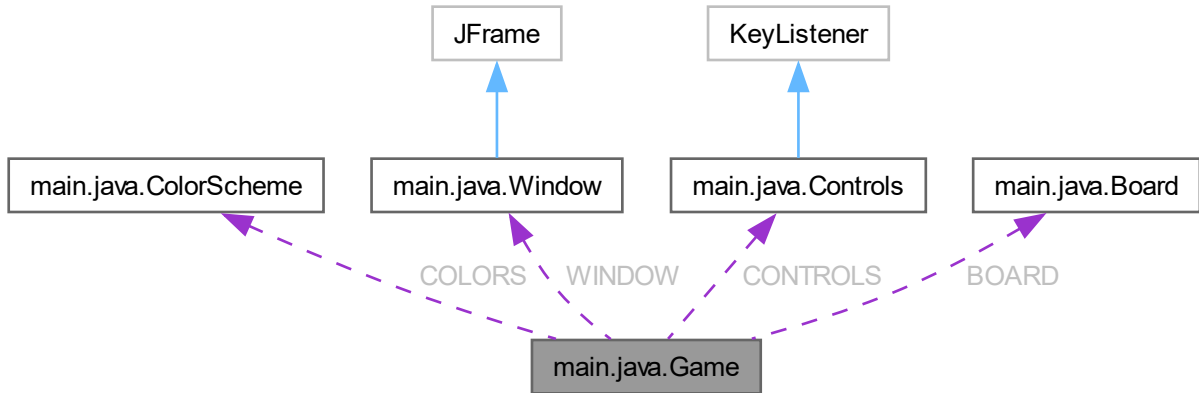 JFrame
KeyListener
main.java.ColorScheme
main.java.Window
main.java.Controls
main.java.Board
COLORS
WINDOW
CONTROLS
BOARD
main.java.Game